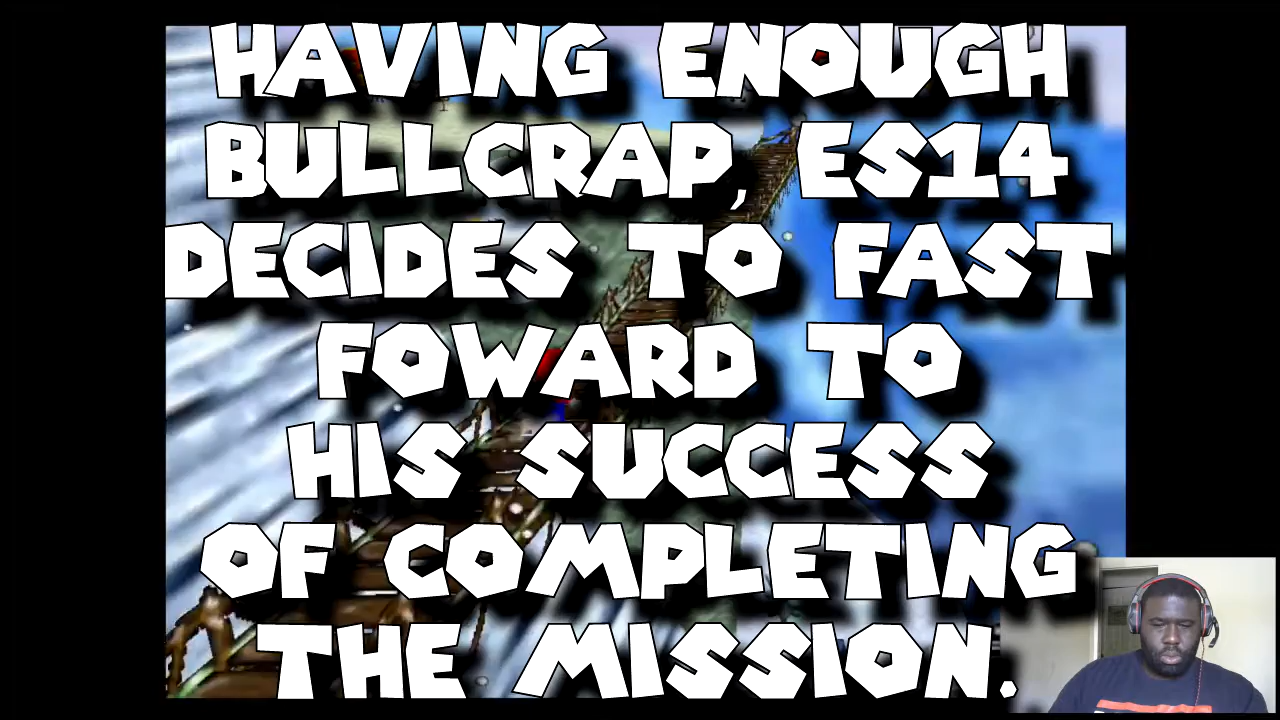 HAVING ENOUGH
BULLCRAP, ES14
DECIDES TO FAST
FOWARD TO
HIS SUCCESS
OF COMPLETING
THE MISSION.